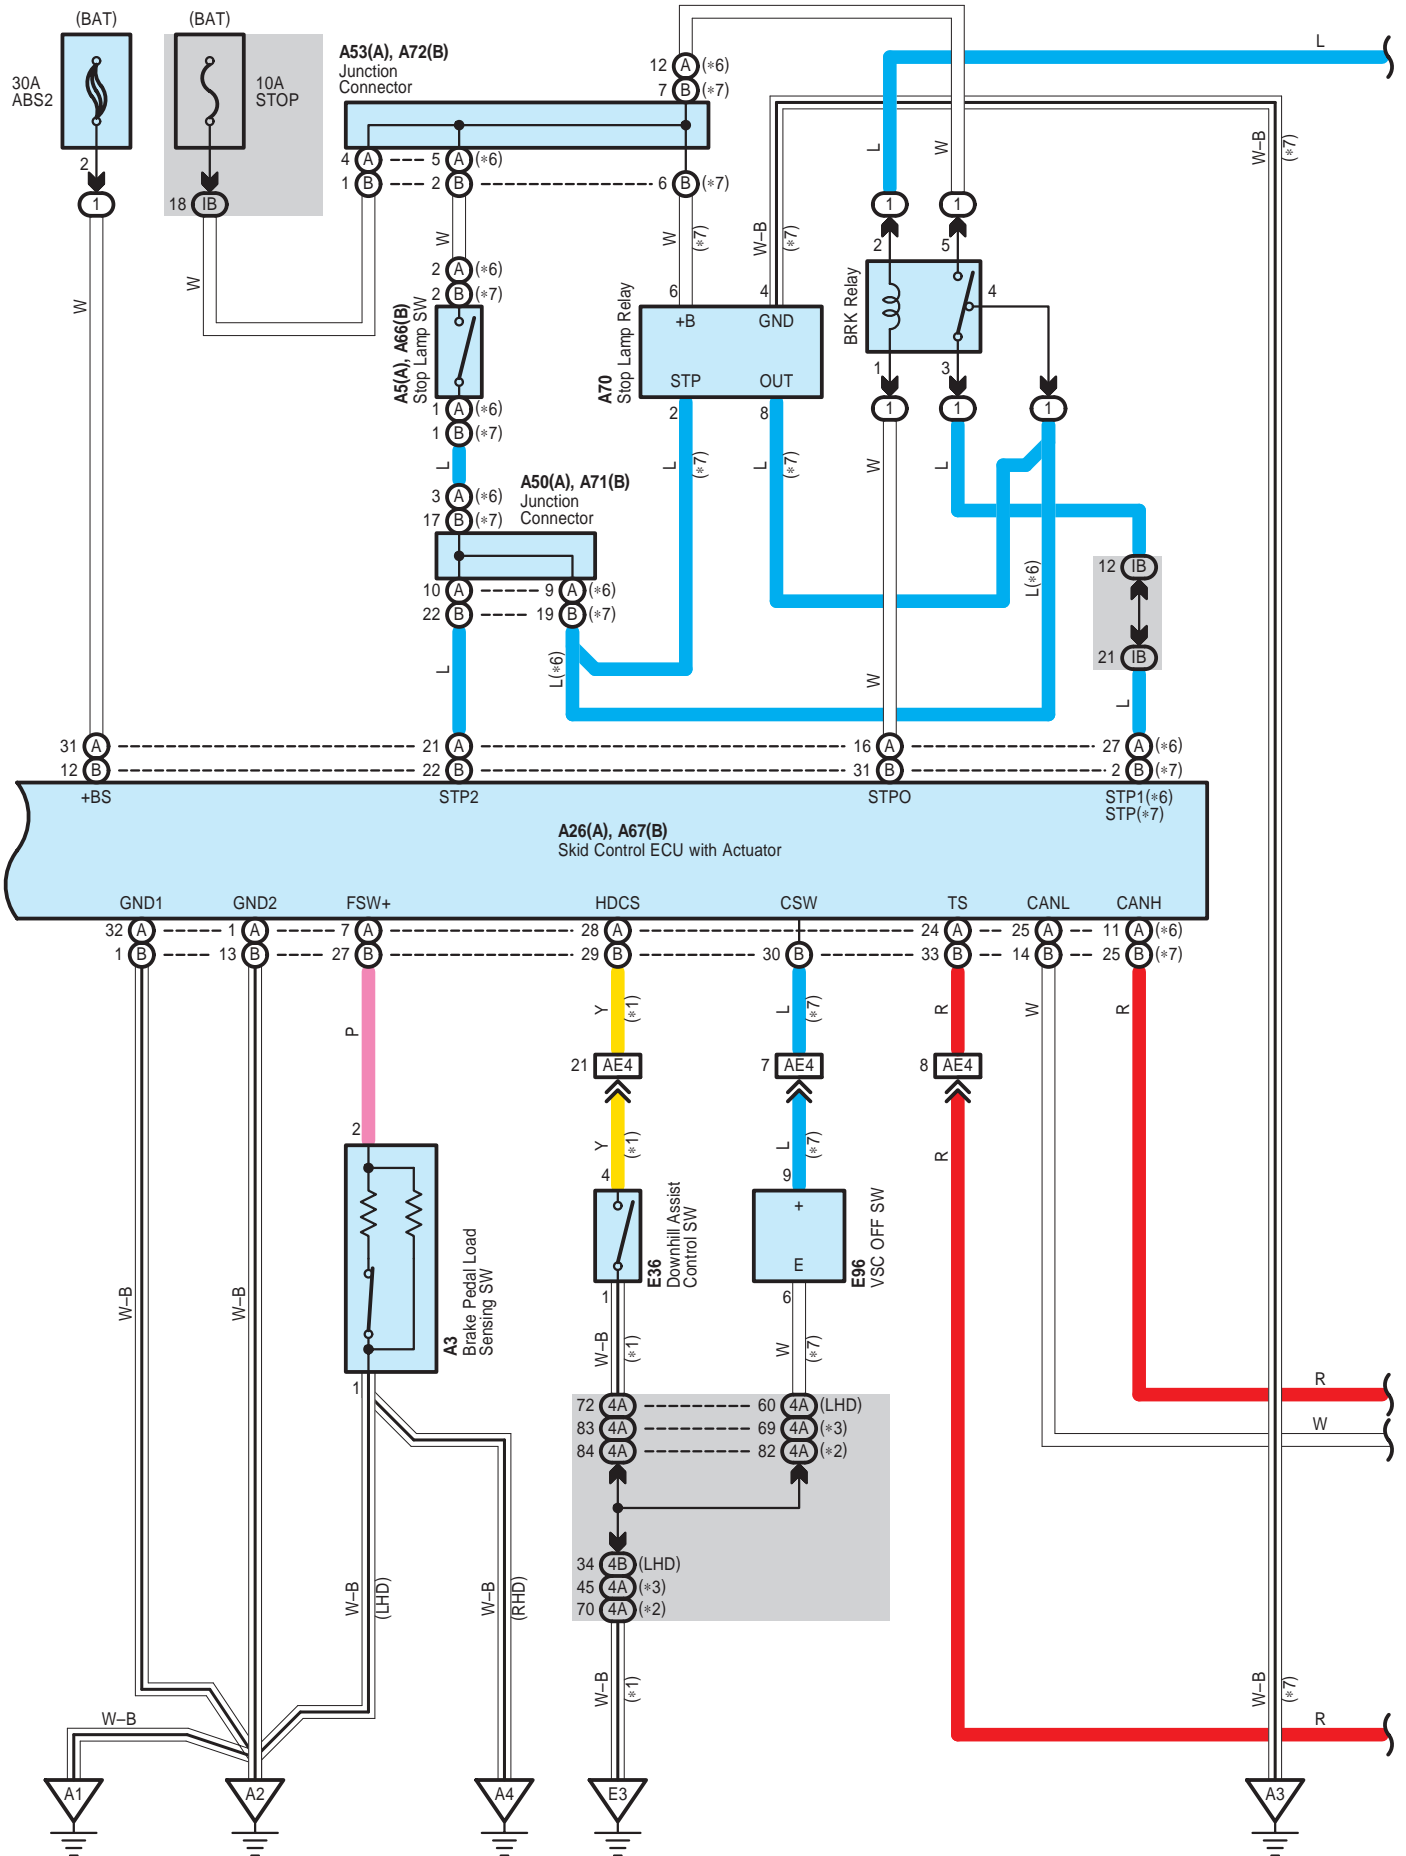 (BAT)
(BAT)
30A
ABS2
10A
STOP
2
1
18 IB
A53(A), A72(B)
Junction
Connector
12 A (*6)
7 B (*7)
4 A 5 A (*6)
1 B 2 B 6 B (*7)
L
W
W
L
W
W-B
(*7)
W
W
(*7)
W-B
(*7)
2 A (*6)
2 B (*7)
A5(A), A66(B)
Stop Lamp SW
1 A (*6)
1 B (*7)
L
6
4
+B
GND
STP
OUT
2
8
A70
Stop Lamp Relay
1
1
2
5
4
BRK Relay
1
3
1
1
1
3 A (*6)
17 B (*7)
A50(A), A71(B)
Junction
Connector
10 A 9 A (*6)
22 B 19 B (*7)
L
(*7)
L
(*7)
W
L
L
L(*6)
W
L(*6)
12 IB
21 IB
L
31 A 21 A 16 A 27 A (*6)
12 B 22 B 31 B 2 B (*7)
+BS
STP2
STPO
STP1(*6)
STP(*7)
A26(A), A67(B)
Skid Control ECU with Actuator
GND1
GND2
FSW+
HDCS
CSW
TS
CANL
CANH
32 A 1 A 7 A 28 A 24 A 25 A 11 A (*6)
1 B 13 B 27 B 29 B 30 B 33 B 14 B 25 B (*7)
P
Y
(*1)
L
(*7)
R
W
R
21 AE4
7 AE4
8 AE4
Y
(*1)
L
(*7)
R
2
4
9
A3
Brake Pedal Load
Sensing SW
E36
Downhill Assist
Control SW
+
E
E96
VSC OFF SW
1
1
6
W-B
W-B
W-B
(*1)
W
(*7)
R
W
72 4A 60 4A (LHD)
83 4A 69 4A (*3)
84 4A 82 4A (*2)
34 4B (LHD)
45 4A (*3)
70 4A (*2)
W-B
(LHD)
W-B
(RHD)
W-B
(*1)
W-B
(*7)
W-B
R
A1
A2
A4
E3
A3